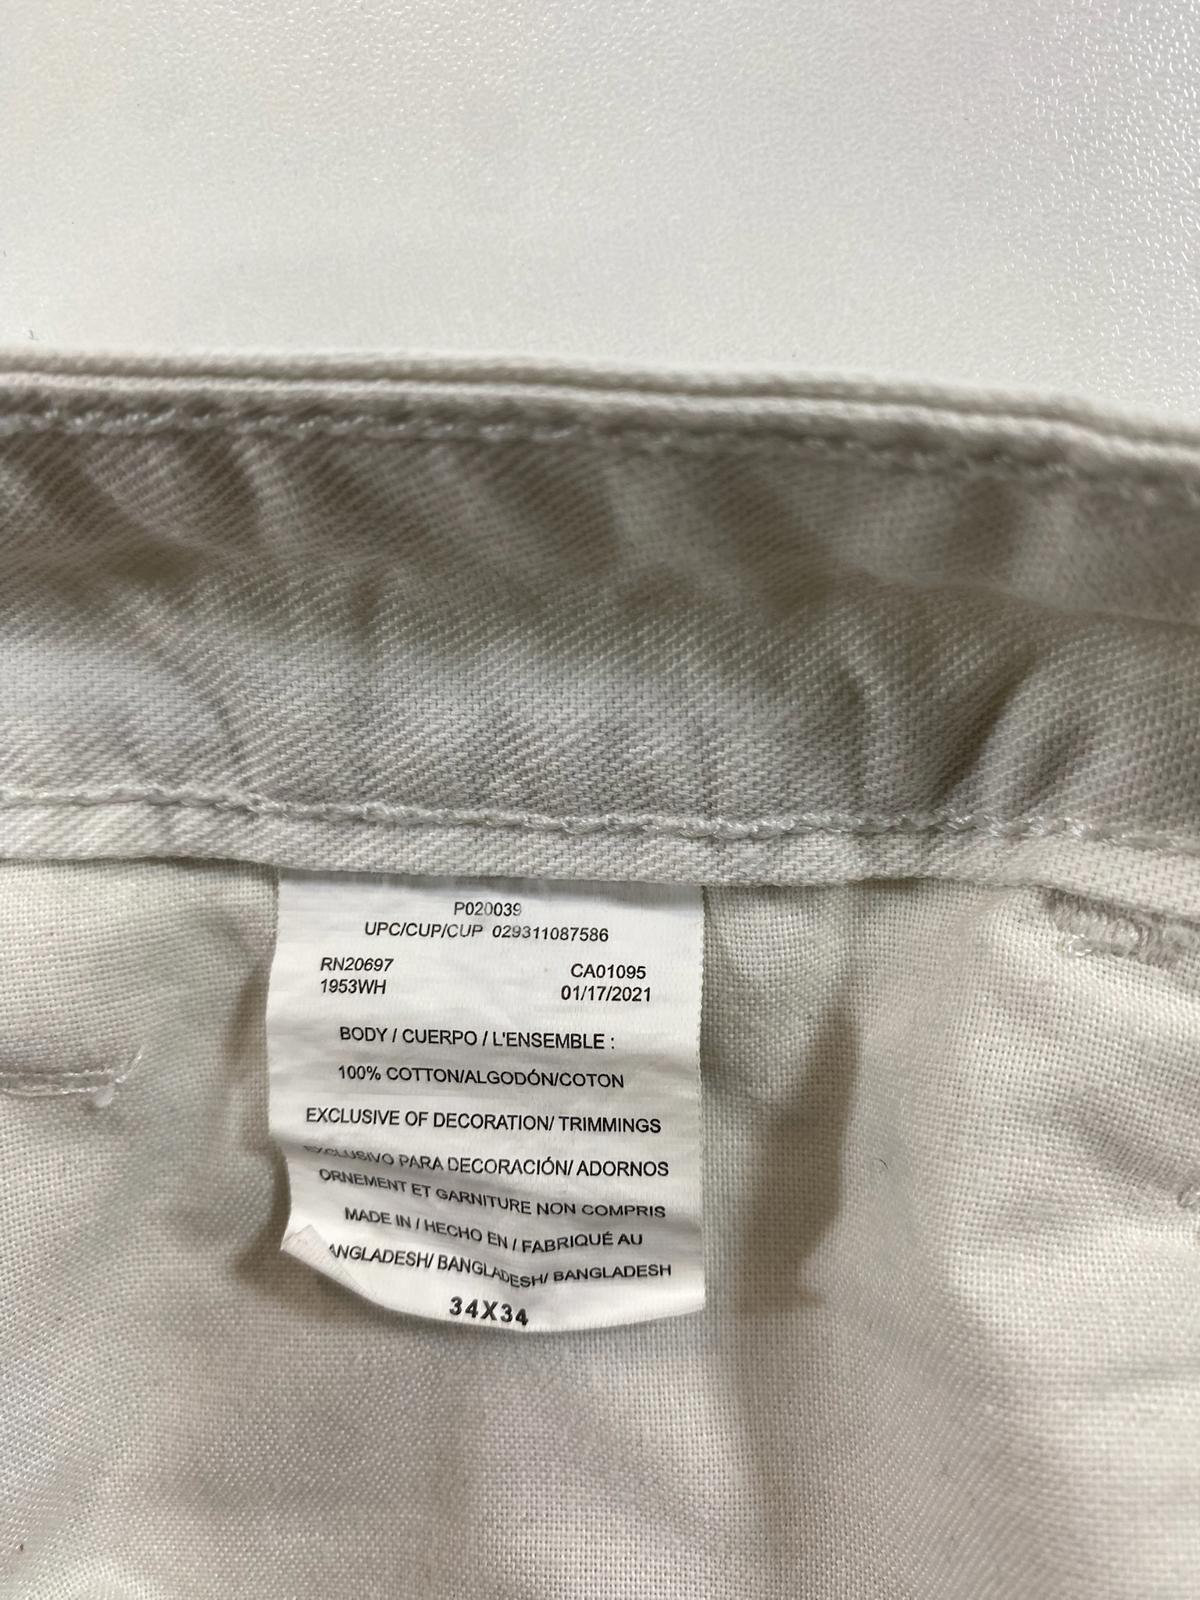 P020039
UPC/CUP/CUP 029311087586
RN20697 CA01095
1953WH 01/17/2021
BODY / CUERPO / L'ENSEMBLE :
100% COTTON/ALGODÓN/COTON
EXCLUSIVE OF DECORATION/ TRIMMINGS
EXCLUSIVO PARA DECORACIÓN/ ADORNOS
ORNEMENT ET GARNITURE NON COMPRIS
MADE IN / HECHO EN / FABRIQUÉ AU
ANGLADESH/ BANGLADESH/ BANGLADESH
34X34